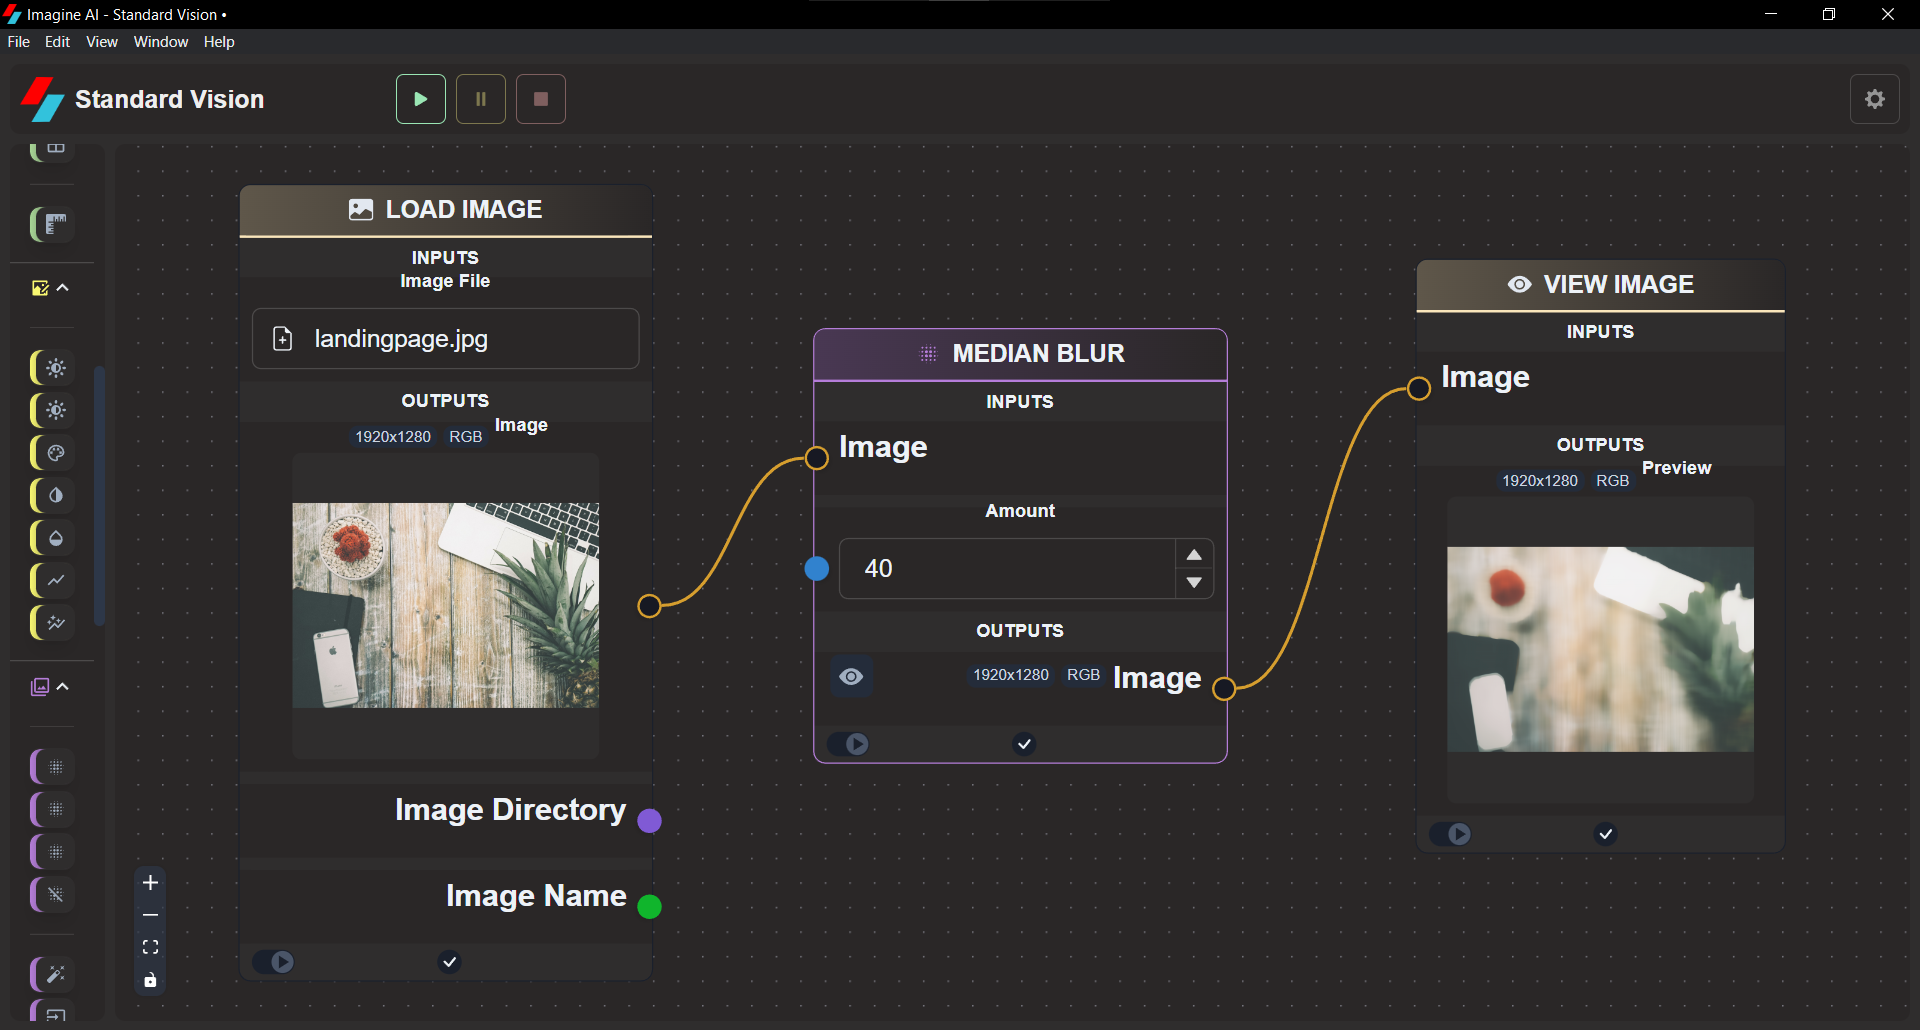 Imagine AI - Standard Vision •
File Edit View Window Help
Standard Vision
LOAD IMAGE
INPUTS
Image File
landingpage.jpg
OUTPUTS
Image
1920x1280 RGB
Image Directory
Image Name
MEDIAN BLUR
INPUTS
Image
Amount
40
OUTPUTS
1920x1280 RGB Image
VIEW IMAGE
INPUTS
Image
OUTPUTS
Preview
1920x1280 RGB